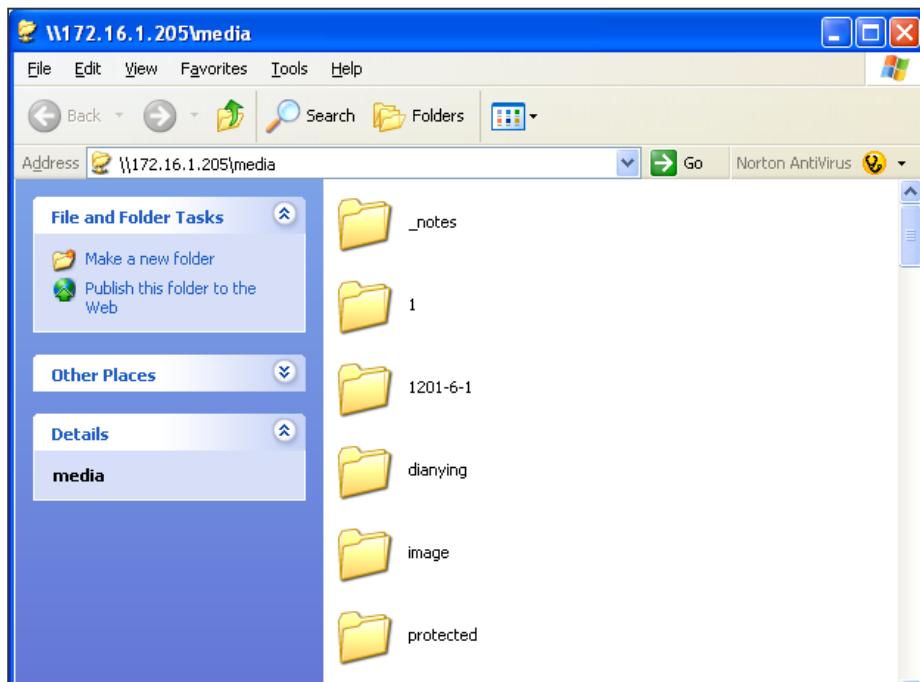 \\172.16.1.205\media
File Edit View Favorites Tools Help
Back Search Folders
Address \\172.16.1.205\media Go Norton AntiVirus
File and Folder Tasks
Make a new folder
Publish this folder to the
Web
Other Places
Details
media
_notes
1
1201-6-1
dianying
image
protected